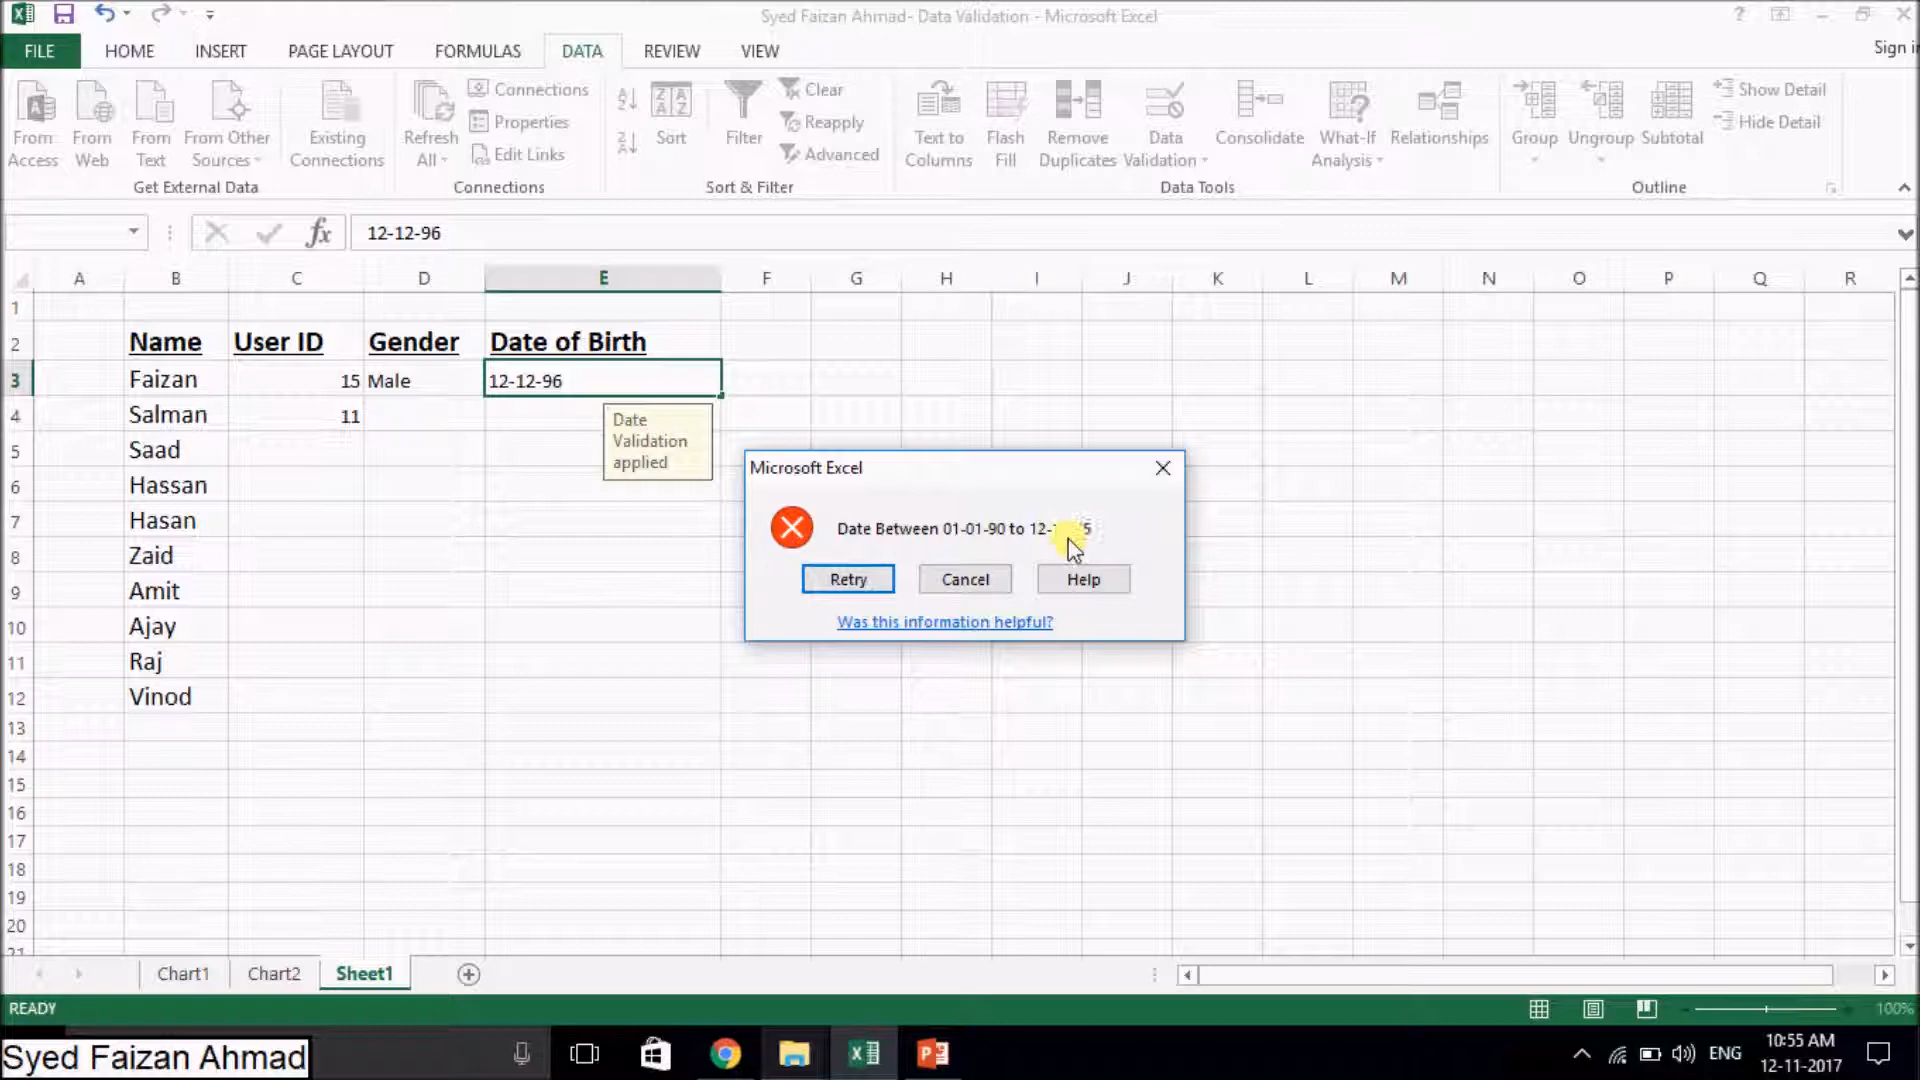 Syed Faizan Ahmad- Data Validation - Microsoft Excel
Sign in
FILE HOME INSERT PAGE LAYOUT FORMULAS DATA REVIEW VIEW
From Access
From Web
From Text
From Other Sources
Existing Connections
Get External Data
Refresh All
Connections
Properties
Edit Links
Connections
Sort
Filter
Clear
Reapply
Advanced
Sort & Filter
Text to Columns
Flash Fill
Remove Duplicates
Data Validation
Consolidate
What-If Analysis
Relationships
Data Tools
Group
Ungroup
Subtotal
Show Detail
Hide Detail
Outline
fx 12-12-96
A B C D E F G H I J K L M N O P Q R
1
2 Name User ID Gender Date of Birth
3 Faizan 15 Male 12-12-96
4 Salman 11
5 Saad
6 Hassan
7 Hasan
8 Zaid
9 Amit
10 Ajay
11 Raj
12 Vinod
13
14
15
16
17
18
19
20
21
Date
Validation
applied
Microsoft Excel
Date Between 01-01-90 to
Retry Cancel Help
Was this information helpful?
Chart1 Chart2 Sheet1
READY
100%
Syed Faizan Ahmad
ENG
10:55 AM
12-11-2017